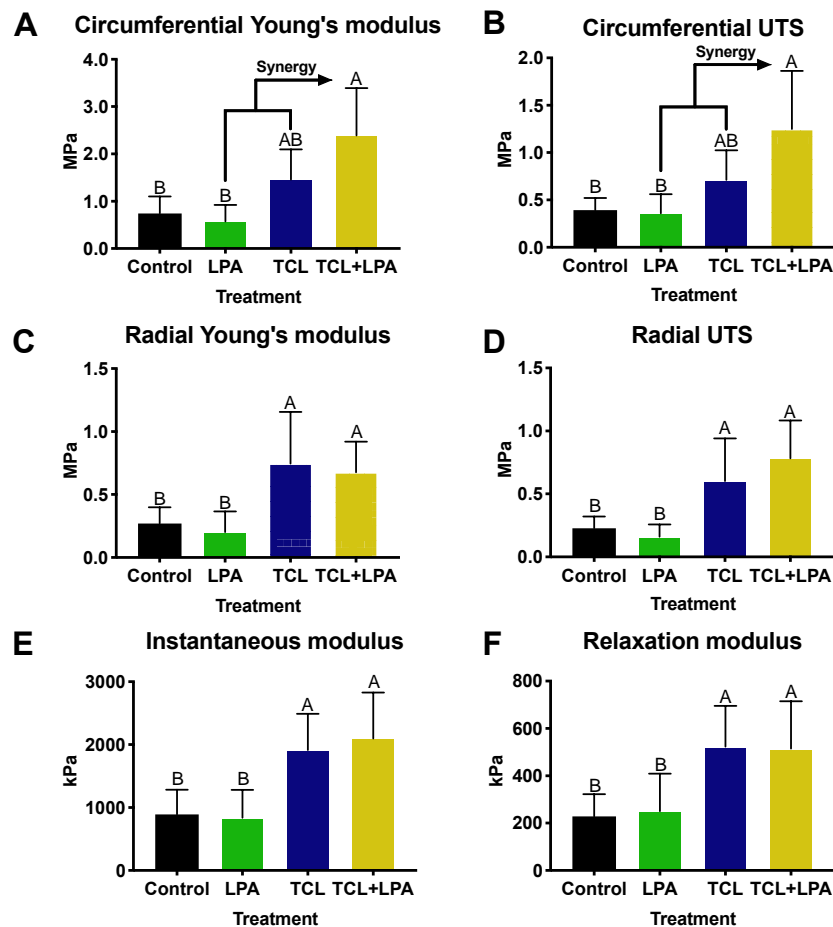 A
Circumferential Young's modulus
4.0
3.0
2.0
1.0
0.0
MPa
Synergy
B
B
AB
A
Control LPA TCL TCL+LPA
Treatment
B
Circumferential UTS
2.0
1.5
1.0
0.5
0.0
MPa
Synergy
B
B
AB
A
Control LPA TCL TCL+LPA
Treatment
C
Radial Young's modulus
1.5
1.0
0.5
0.0
MPa
B
B
A
A
Control LPA TCL TCL+LPA
Treatment
D
Radial UTS
1.5
1.0
0.5
0.0
MPa
B
B
A
A
Control LPA TCL TCL+LPA
Treatment
E
Instantaneous modulus
3000
2000
1000
0
kPa
B
B
A
A
Control LPA TCL TCL+LPA
Treatment
F
Relaxation modulus
800
600
400
200
0
kPa
B
B
A
A
Control LPA TCL TCL+LPA
Treatment